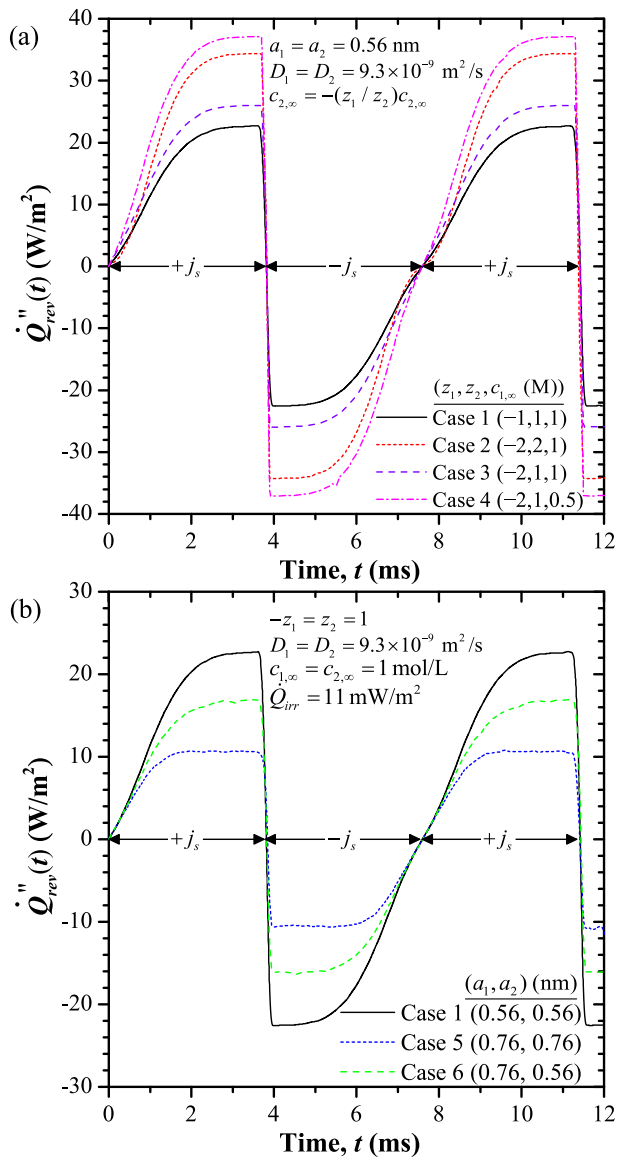 (a)
a₁ = a₂ = 0.56 nm
D₁ = D₂ = 9.3×10⁻⁹ m²/s
c₂,∞ = −(z₁ / z₂)c₂,∞
40
30
20
10
0
-10
-20
-30
-40
Q̇″rev(t) (W/m²)
+jₛ
−jₛ
+jₛ
(z₁, z₂, c₁,∞ (M))
Case 1 (−1,1,1)
Case 2 (−2,2,1)
Case 3 (−2,1,1)
Case 4 (−2,1,0.5)
0 2 4 6 8 10 12
Time, t (ms)
(b)
−z₁ = z₂ = 1
D₁ = D₂ = 9.3×10⁻⁹ m²/s
c₁,∞ = c₂,∞ = 1 mol/L
Q̇irr = 11 mW/m²
30
20
10
0
-10
-20
-30
Q̇″rev(t) (W/m²)
+jₛ
−jₛ
+jₛ
(a₁, a₂) (nm)
Case 1 (0.56, 0.56)
Case 5 (0.76, 0.76)
Case 6 (0.76, 0.56)
0 2 4 6 8 10 12
Time, t (ms)